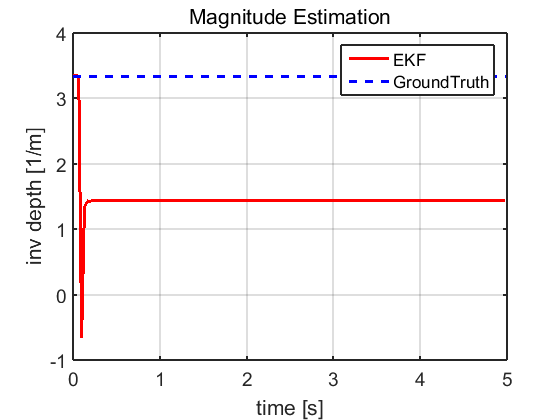 Magnitude Estimation
4
3
2
1
0
-1
inv depth [1/m]
EKF
GroundTruth
0 1 2 3 4 5
time [s]